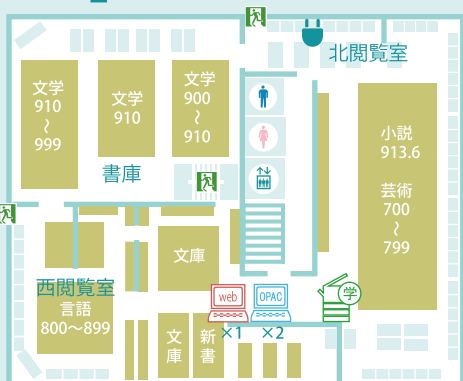 北閲覧室
文学
910
～
999
文学
910
文学
900
～
910
小説
913.6
芸術
700
～
799
書庫
文庫
西閲覧室
言語
800～899
web
×1
OPAC
×2
学
文
庫
新
書